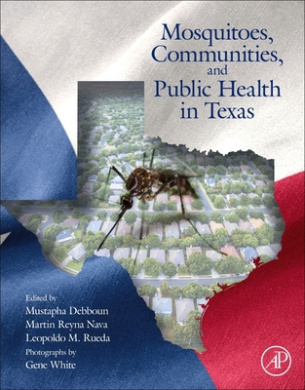 Mosquitoes,
Communities,
and
Public Health
in Texas
Edited by
Mustapha Debboun
Martin Reyna Nava
Leopoldo M. Rueda
Photographs by
Gene White
AP